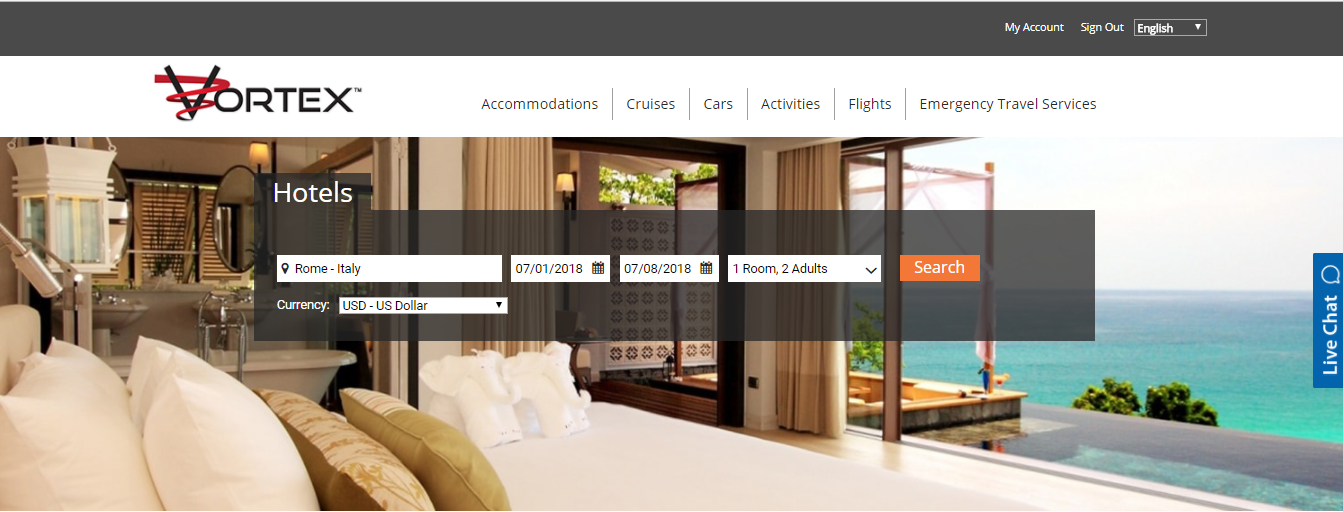 My Account Sign Out English
VORTEX™
Accommodations Cruises Cars Activities Flights Emergency Travel Services
Hotels
Rome - Italy 07/01/2018 07/08/2018 1 Room, 2 Adults Search
Currency: USD - US Dollar
Live Chat